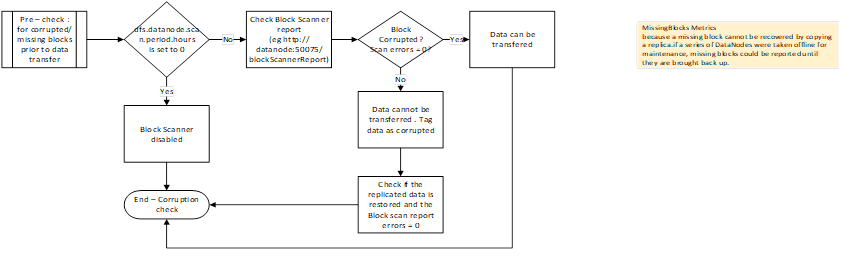 Pre – check :
for corrupted/
missing blocks
prior to data
transfer
dfs.datanode.sca
n.period.hours
is set to 0
No
Check Block Scanner
report
(eg http://
datanode:50075/
blockScannerReport)
Block
Corrupted ?
Scan errors = 0?
Yes
Data can be
transfered
Yes
No
Block Scanner
disabled
Data cannot be
transferred . Tag
data as corrupted
Check if the
replicated data is
restored and the
Block scan report
errors = 0
End – Corruption
check
MissingBlocks Metrics
because a missing block cannot be recovered by copying
a replica.if a series of DataNodes were taken offline for
maintenance, missing blocks could be reported until
they are brought back up.